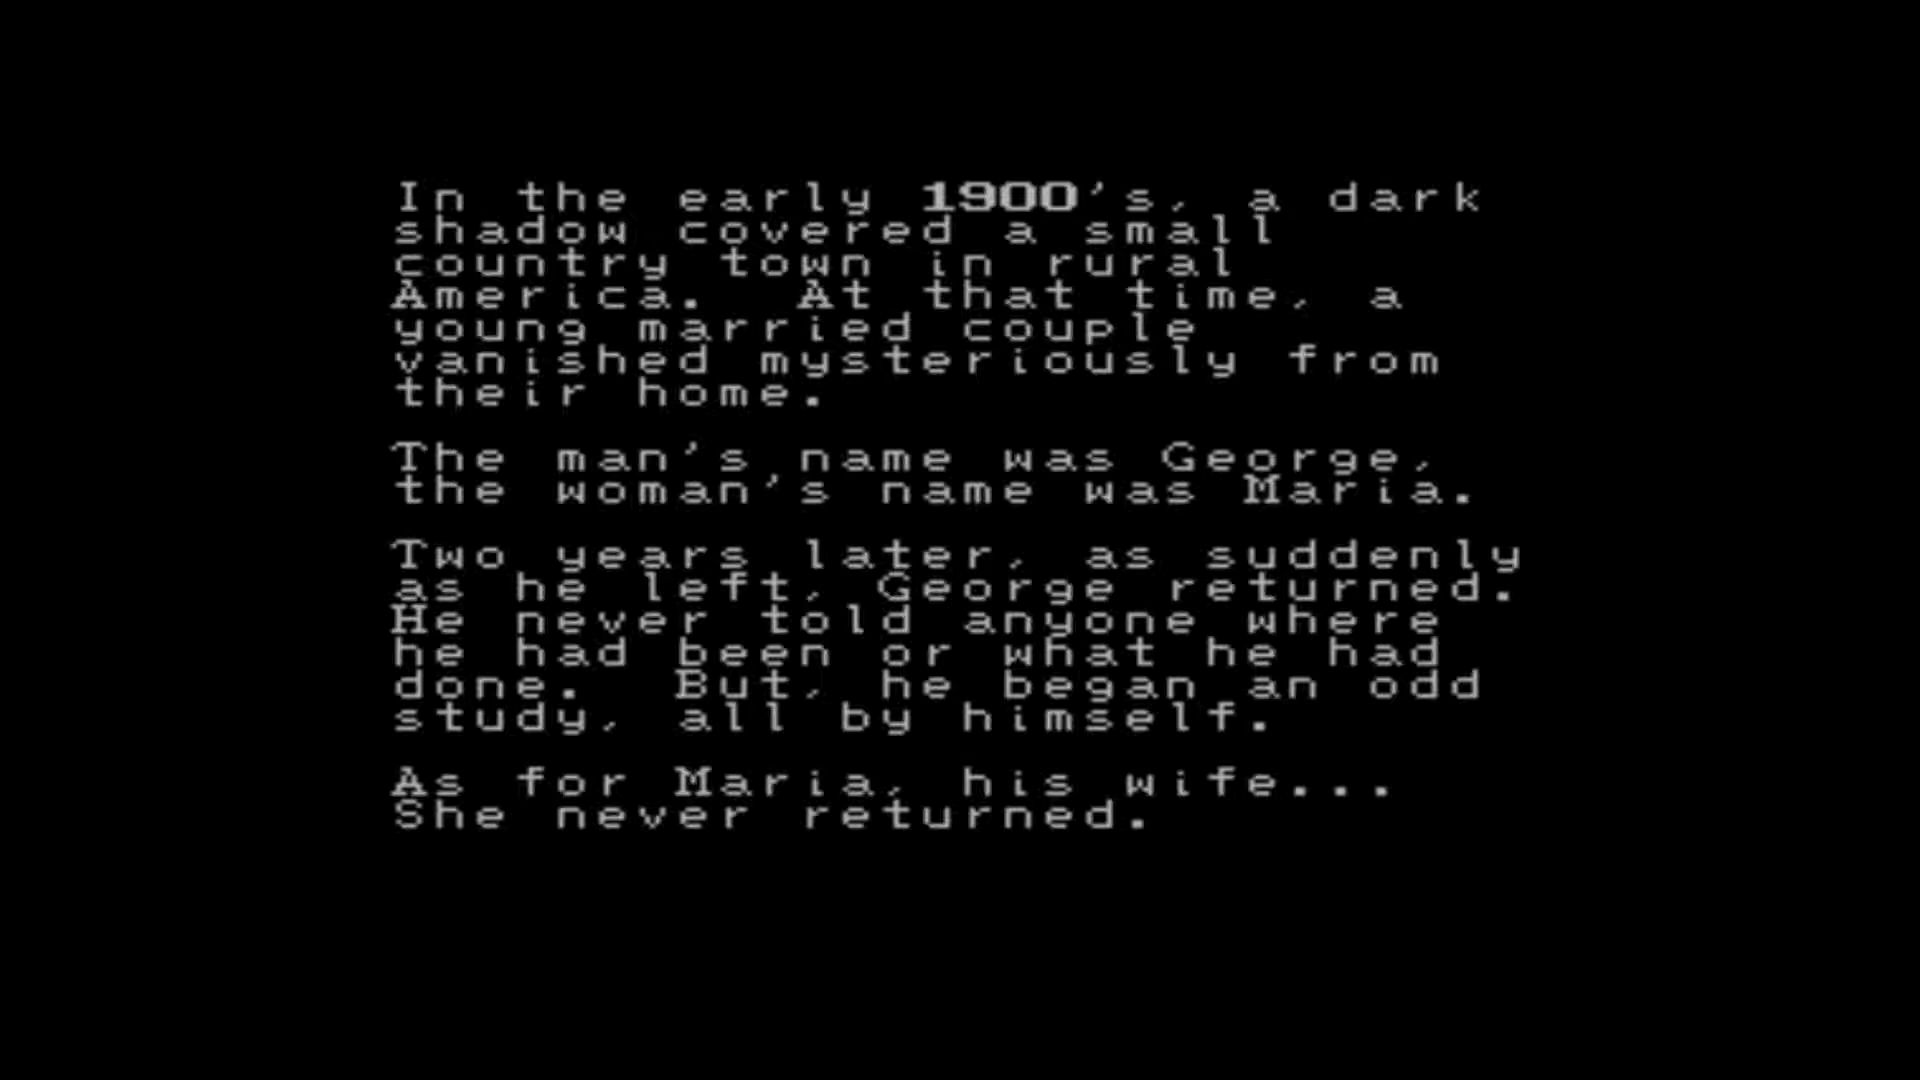 In the early 1900's, a dark
shadow covered a small
country town in rural
America.  At that time, a
young married couple
vanished mysteriously from
their home.
The man's name was George,
the woman's name was Maria.
Two years later, as suddenly
as he left, George returned.
He never told anyone where
he had been or what he had
done.  But, he began an odd
study, all by himself.
As for Maria, his wife...
She never returned.